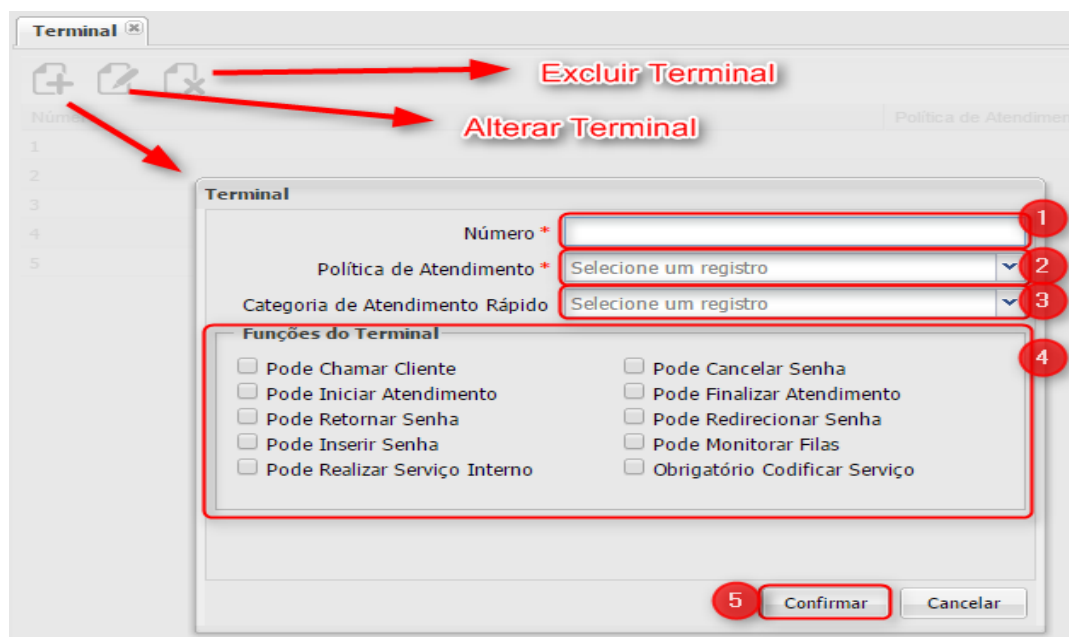 Terminal
Excluir Terminal
Alterar Terminal
Política de Atendimen
1
2
3
4
5
Terminal
Número * 1
Política de Atendimento * Selecione um registro 2
Categoria de Atendimento Rápido Selecione um registro 3
Funções do Terminal 4
Pode Chamar Cliente Pode Cancelar Senha
Pode Iniciar Atendimento Pode Finalizar Atendimento
Pode Retornar Senha Pode Redirecionar Senha
Pode Inserir Senha Pode Monitorar Filas
Pode Realizar Serviço Interno Obrigatório Codificar Serviço
5 Confirmar Cancelar